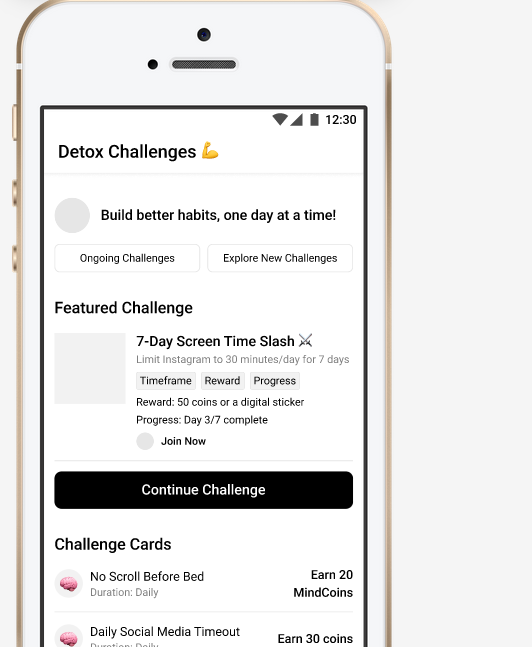 12:30
Detox Challenges 💪
Build better habits, one day at a time!
Ongoing Challenges
Explore New Challenges
Featured Challenge
7-Day Screen Time Slash ⚔
Limit Instagram to 30 minutes/day for 7 days
Timeframe Reward Progress
Reward: 50 coins or a digital sticker
Progress: Day 3/7 complete
Join Now
Continue Challenge
Challenge Cards
No Scroll Before Bed
Duration: Daily
Earn 20
MindCoins
Daily Social Media Timeout
Duration: Daily
Earn 30 coins